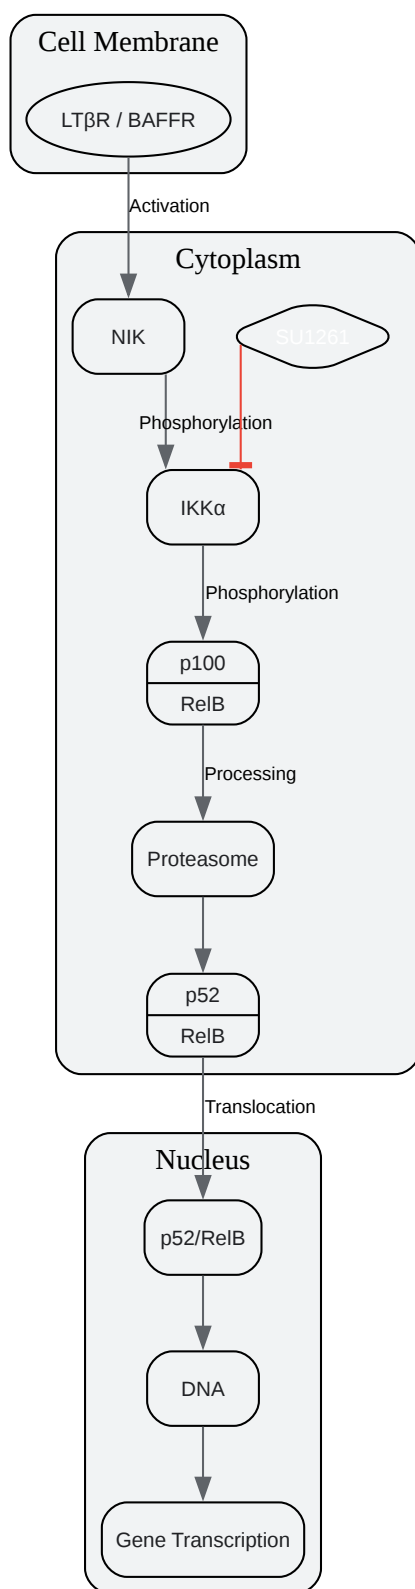 Cell Membrane
LTβR / BAFFR
Activation
Cytoplasm
NIK
SU1261
Phosphorylation
IKKα
Phosphorylation
p100
RelB
Processing
Proteasome
p52
RelB
Translocation
Nucleus
p52/RelB
DNA
Gene Transcription